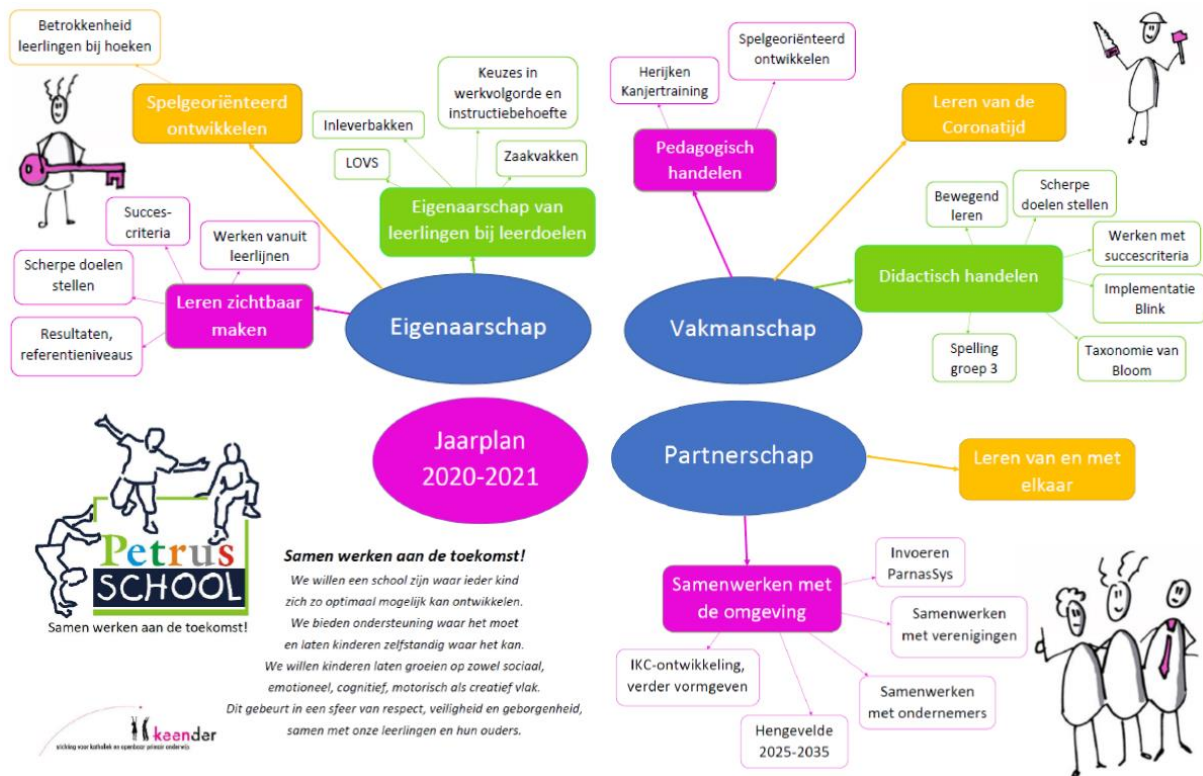 Betrokkenheid
leerlingen bij hoeken
Spelgeoriënteerd
ontwikkelen
Inleverbakken
Keuzes in
werkvolgorde en
instructiebehoefte
LOVS
Zaakvakken
Eigenaarschap van
leerlingen bij leerdoelen
Succes-
criteria
Werken vanuit
leerlijnen
Scherpe doelen
stellen
Resultaten,
referentieniveaus
Leren zichtbaar
maken
Eigenaarschap
Herijken
Kanjertraining
Spelgeoriënteerd
ontwikkelen
Pedagogisch
handelen
Leren van de
Coronatijd
Bewegend
leren
Scherpe
doelen stellen
Werken met
succescriteria
Didactisch handelen
Implementatie
Blink
Taxonomie van
Bloom
Spelling
groep 3
Vakmanschap
Jaarplan
2020-2021
Partnerschap
Leren van en met
elkaar
Samenwerken met
de omgeving
Invoeren
ParnasSys
Samenwerken
met verenigingen
Samenwerken
met ondernemers
Hengevelde
2025-2035
IKC-ontwikkeling,
verder vormgeven
Petrus
SCHOOL
Samen werken aan de toekomst!
Samen werken aan de toekomst!
We willen een school zijn waar ieder kind
zich zo optimaal mogelijk kan ontwikkelen.
We bieden ondersteuning waar het moet
en laten kinderen zelfstandig waar het kan.
We willen kinderen laten groeien op zowel sociaal,
emotioneel, cognitief, motorisch als creatief vlak.
Dit gebeurt in een sfeer van respect, veiligheid en geborgenheid,
samen met onze leerlingen en hun ouders.
keender
stichting voor katholiek en openbaar primair onderwijs